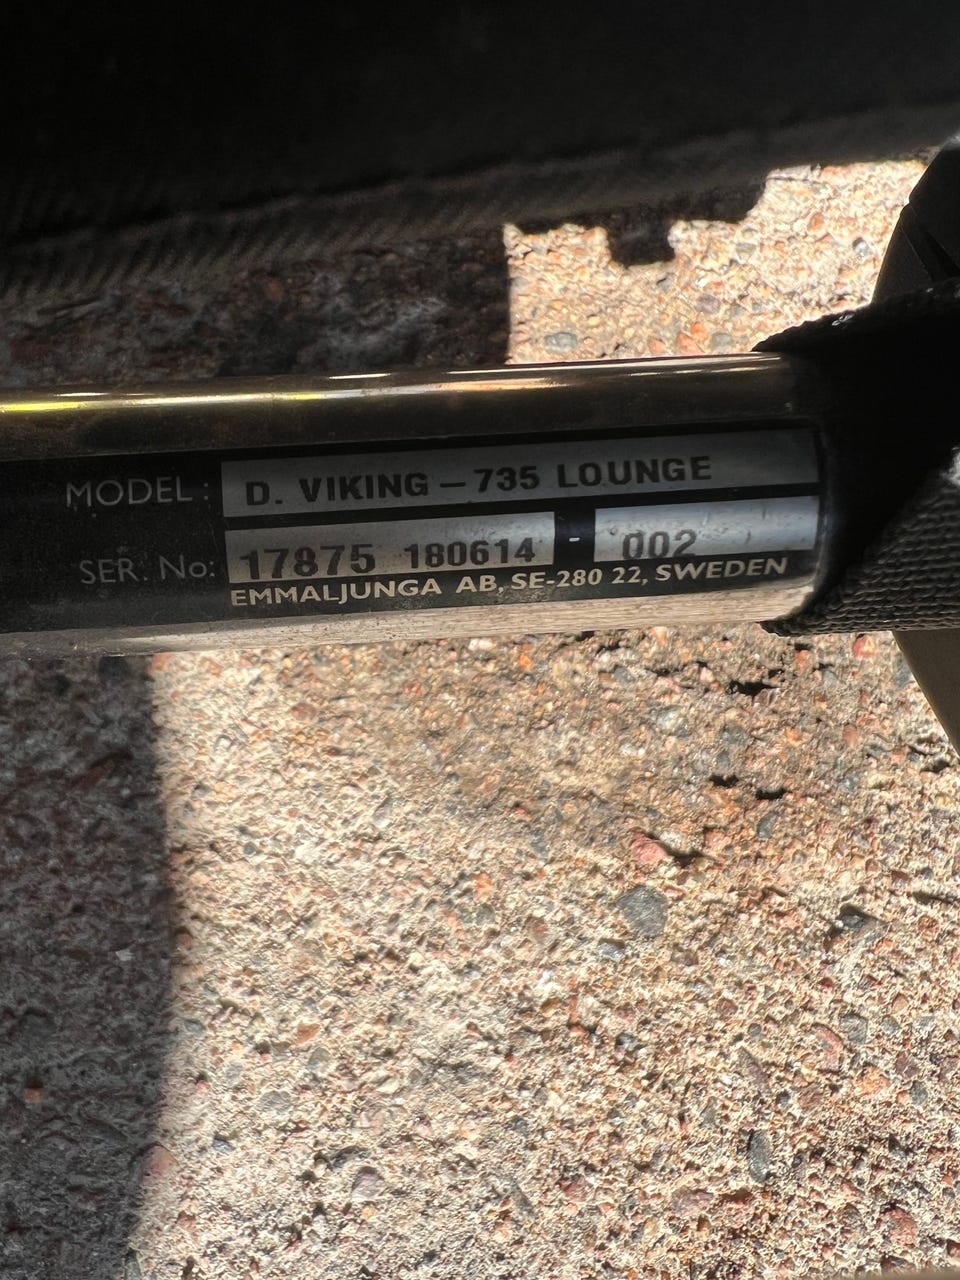 MODEL: D. VIKING – 735 LOUNGE
SER. No: 17875 180614 - 002
EMMALJUNGA AB, SE-280 22, SWEDEN